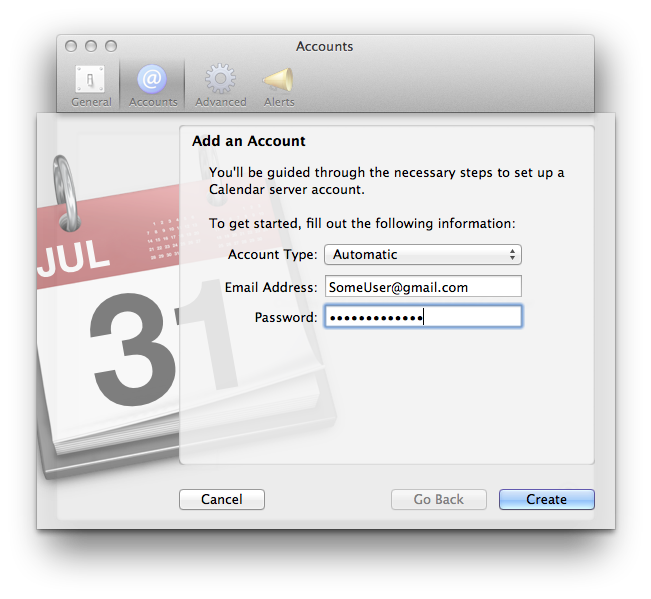 Accounts
General
Accounts
Advanced
Alerts
Add an Account
You'll be guided through the necessary steps to set up a
Calendar server account.
To get started, fill out the following information:
Account Type: Automatic
Email Address: SomeUser@gmail.com
Password: •••••••••••••
JUL
31
Cancel
Go Back
Create